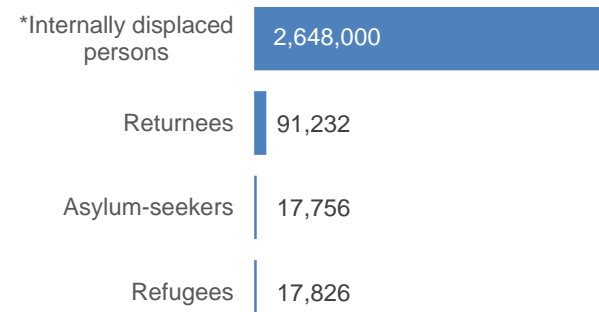 *Internally displaced
persons
2,648,000
Returnees
91,232
Asylum-seekers
17,756
Refugees
17,826